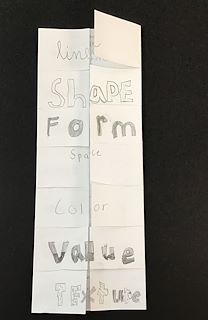 line
ShAPE
Form
Space
Color
Value
TExture